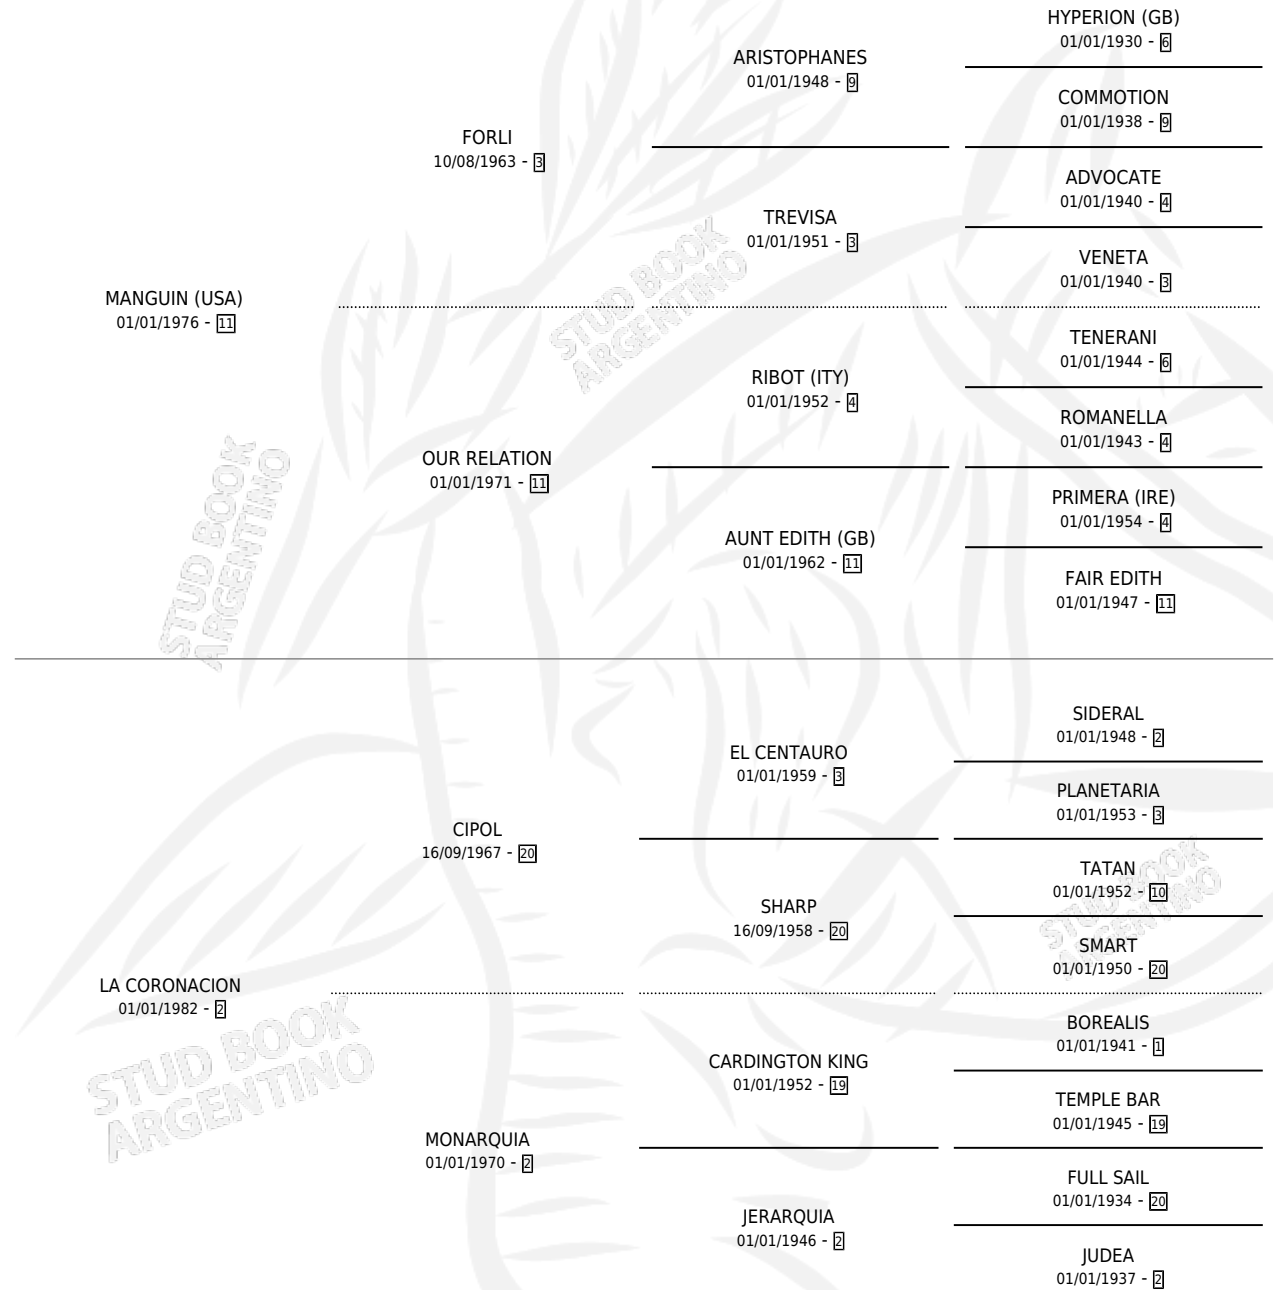 HYPERION (GB)
01/01/1930 - 6
ARISTOPHANES
01/01/1948 - 9
COMMOTION
01/01/1938 - 9
FORLI
10/08/1963 - 3
ADVOCATE
01/01/1940 - 4
TREVISA
01/01/1951 - 3
VENETA
01/01/1940 - 3
MANGUIN (USA)
01/01/1976 - 11
TENERANI
01/01/1944 - 6
RIBOT (ITY)
01/01/1952 - 4
ROMANELLA
01/01/1943 - 4
OUR RELATION
01/01/1971 - 11
PRIMERA (IRE)
01/01/1954 - 4
AUNT EDITH (GB)
01/01/1962 - 11
FAIR EDITH
01/01/1947 - 11
STUD BOOK
ARGENTINO
STUD BOOK
ARGENTINO
SIDERAL
01/01/1948 - 2
EL CENTAURO
01/01/1959 - 3
PLANETARIA
01/01/1953 - 3
CIPOL
16/09/1967 - 20
TATAN
01/01/1952 - 10
SHARP
16/09/1958 - 20
SMART
01/01/1950 - 20
STUD BOOK
ARGENTINO
LA CORONACION
01/01/1982 - 2
BOREALIS
01/01/1941 - 1
CARDINGTON KING
01/01/1952 - 19
TEMPLE BAR
01/01/1945 - 19
STUD BOOK
ARGENTINO
MONARQUIA
01/01/1970 - 2
FULL SAIL
01/01/1934 - 20
JERARQUIA
01/01/1946 - 2
JUDEA
01/01/1937 - 2